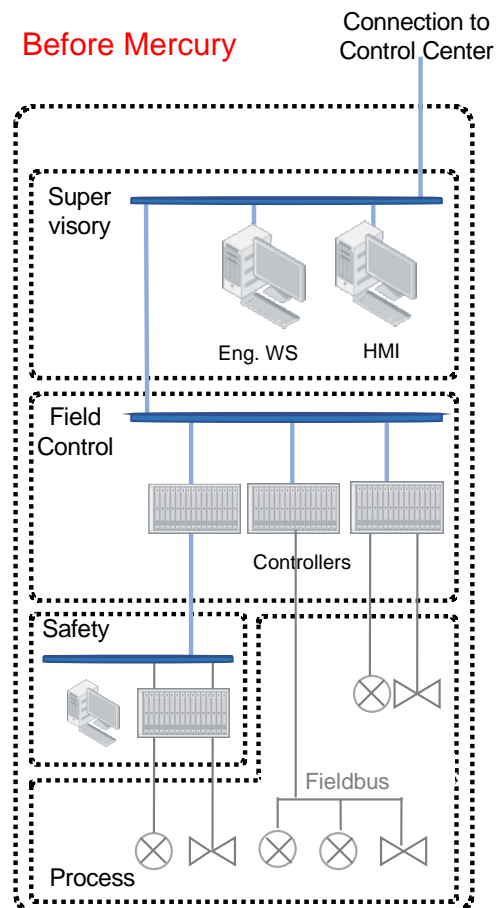 Before Mercury
Connection to
Control Center
Super
visory
Eng. WS
HMI
Field
Control
Controllers
Safety
Fieldbus
Process